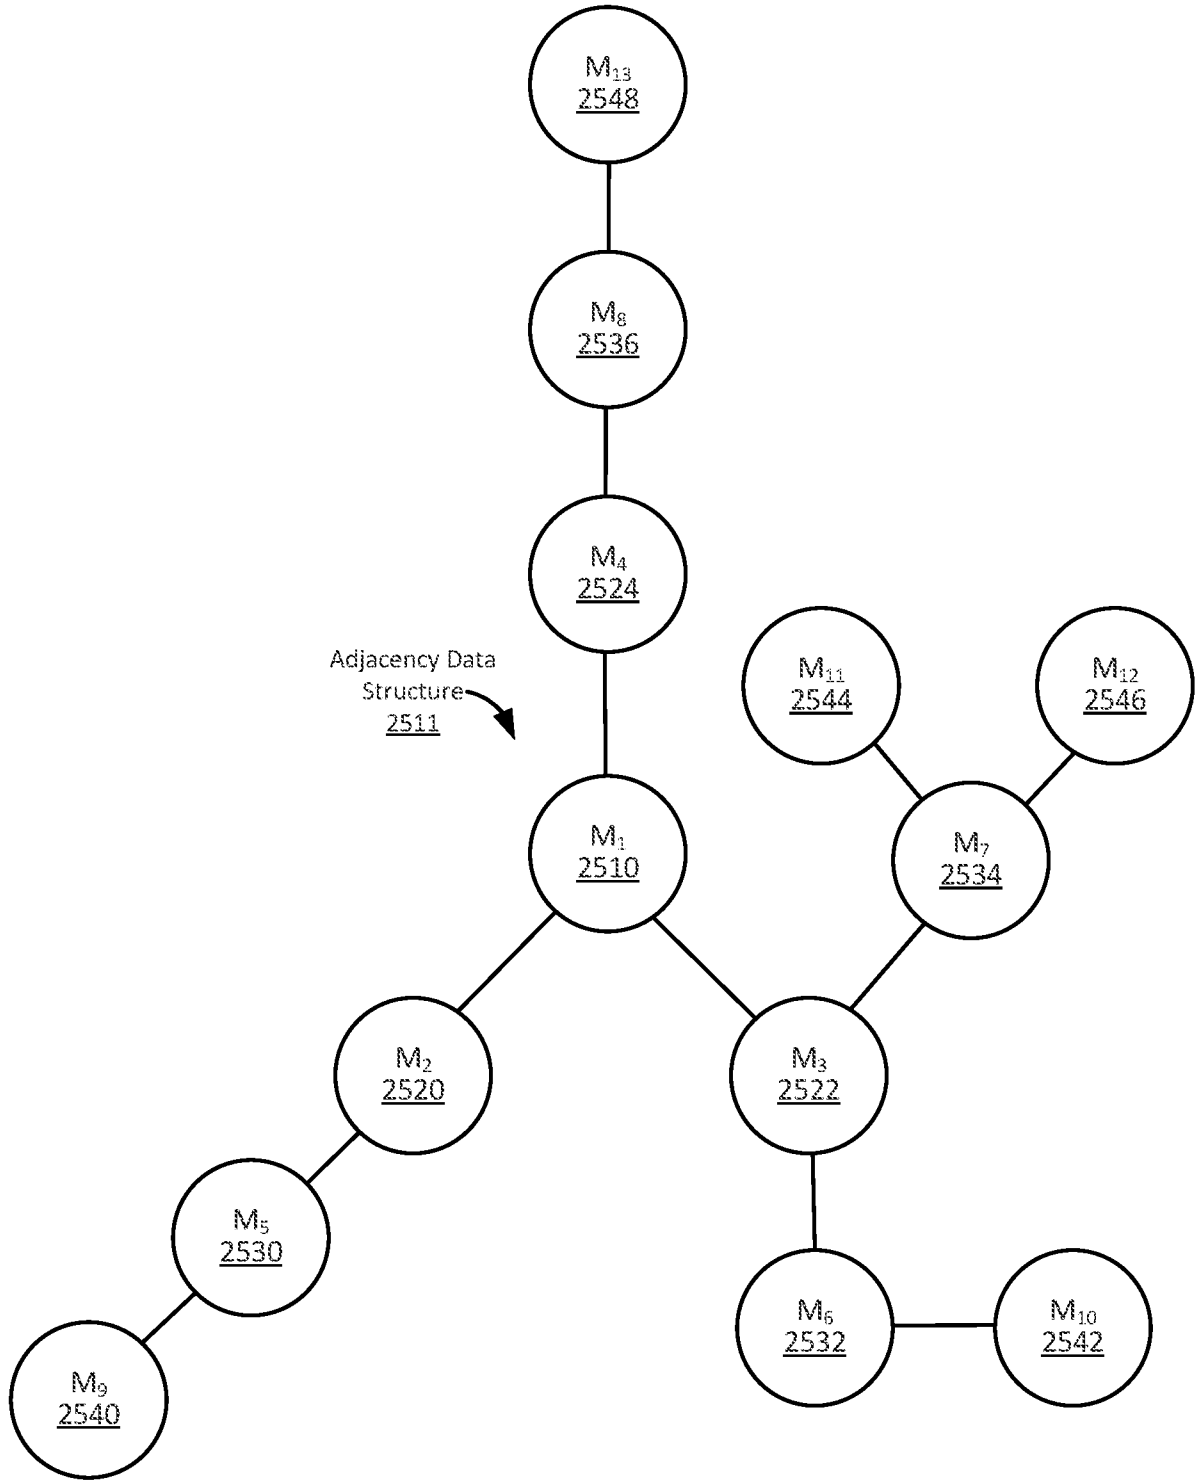 M₁₃
2548
M₈
2536
M₄
2524
Adjacency Data
Structure
2511
M₁₁
2544
M₁₂
2546
M₁
2510
M₇
2534
M₂
2520
M₃
2522
M₅
2530
M₆
2532
M₁₀
2542
M₉
2540